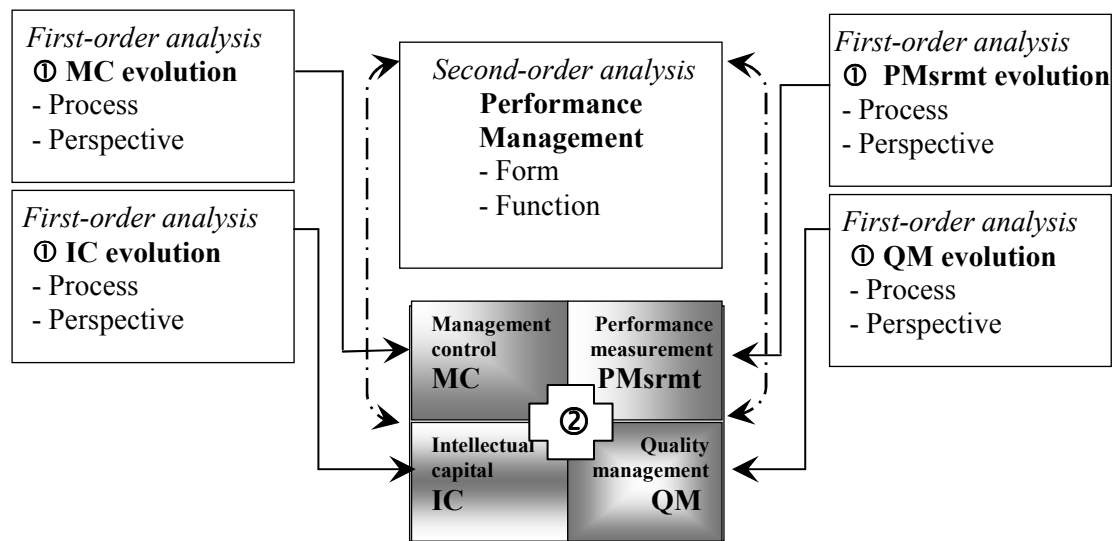 First-order analysis
① MC evolution
- Process
- Perspective
First-order analysis
① IC evolution
- Process
- Perspective
Second-order analysis
Performance
Management
- Form
- Function
First-order analysis
① PMsrmt evolution
- Process
- Perspective
First-order analysis
① QM evolution
- Process
- Perspective
Management
control
MC
Performance
measurement
PMsrmt
②
Intellectual
capital
IC
Quality
management
QM